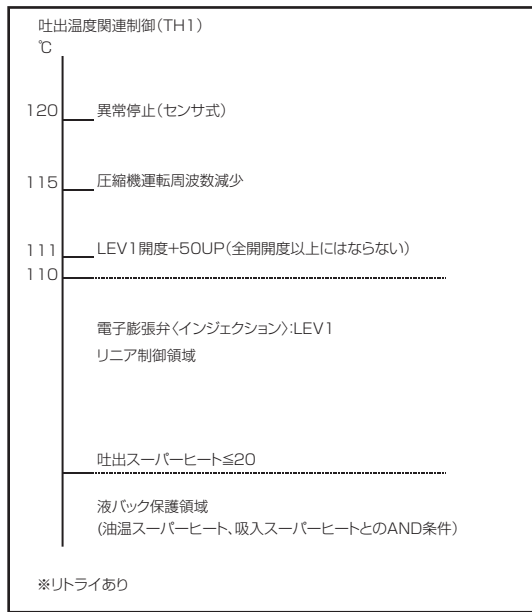 吐出温度関連制御(TH1)
℃
120 異常停止(センサ式)
115 圧縮機運転周波数減少
111 LEV1開度+50UP(全開開度以上にはならない)
110
電子膨張弁〈インジェクション〉:LEV1
リニア制御領域
吐出スーパーヒート≦20
液バック保護領域
(油温スーパーヒート、吸入スーパーヒートとのAND条件)
※リトライあり